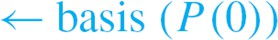 ← basis (P(0))